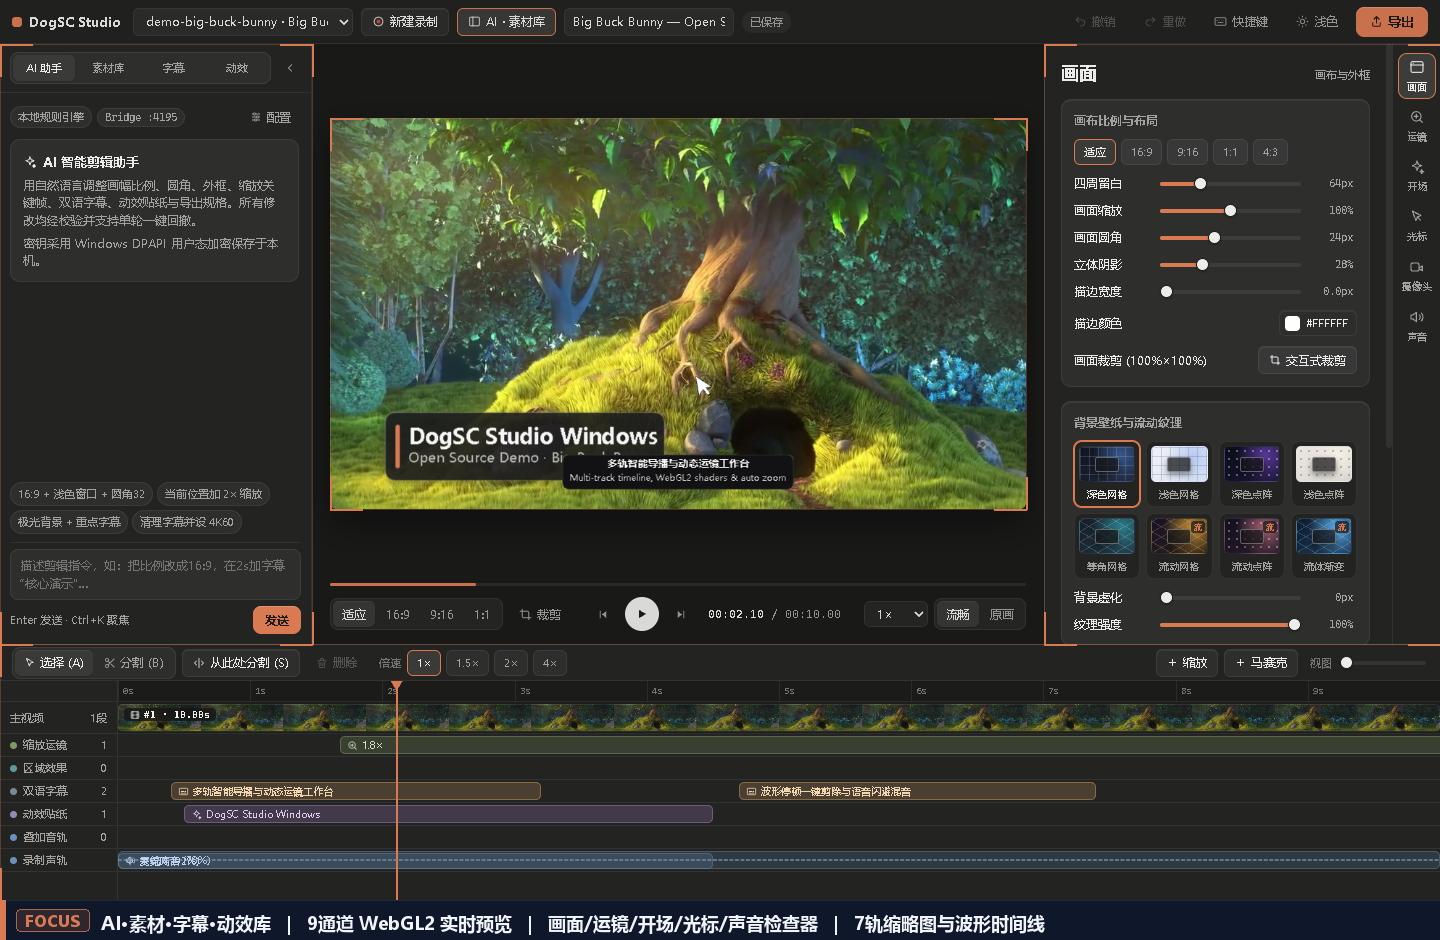 DogSC Studio
demo-big-buck-bunny · Big Bu
新建录制
AI · 素材库
Big Buck Bunny — Open S
已保存
撤销
重做
快捷键
浅色
导出
AI 助手 素材库 字幕 动效
本地规则引擎
Bridge :4195
配置
AI 智能剪辑助手
用自然语言调整画幅比例、圆角、外框、缩放关
键帧、双语字幕、动效贴纸与导出规格。所有修
改均经校验并支持单轮一键回撤。
密钥采用 Windows DPAPI 用户态加密保存于本
机。
16:9 + 浅色窗口 + 圆角32
当前位置加 2× 缩放
极光背景 + 重点字幕
清理字幕并设 4K60
描述剪辑指令，如：把比例改成16:9，在2s加字幕
“核心演示”...
Enter 发送 · Ctrl+K 聚焦
发送
DogSC Studio Windows
Open Source Demo · Big
多轨智能导播与动态运镜工作台
Multi-track timeline, WebGL2 shaders & auto zoom
适应 16:9 9:16 1:1
裁剪
00:02.10 / 00:10.00
1×
流畅 原画
画面
画布与外框
画布比例与布局
适应 16:9 9:16 1:1 4:3
四周留白 64px
画面缩放 100%
画面圆角 24px
立体阴影 28%
描边宽度 0.0px
描边颜色 #FFFFFF
画面裁剪 (100%×100%) 交互式裁剪
背景壁纸与流动纹理
深色网格 浅色网格 深色点阵 浅色点阵
流 流 流
等角网格 流动网格 流动点阵 流体渐变
背景虚化 0px
纹理强度 100%
画面
运镜
开场
光标
摄像头
声音
选择 (A) 分割 (B) 从此处分割 (S) 删除 倍速 1× 1.5× 2× 4×
+ 缩放 + 马赛克 视图
0s 1s 2s 3s 4s 5s 6s 7s 8s 9s
主视频 1段
#1 · 10.00s
缩放运镜 1
1.8×
区域效果 0
双语字幕 2
多轨智能导播与动态运镜工作台
波形停顿一键剪除与语音闪避混音
动效贴纸 1
DogSC Studio Windows
叠加音轨 0
录制声轨
FOCUS
AI·素材·字幕·动效库 | 9通道 WebGL2 实时预览 | 画面/运镜/开场/光标/声音检查器 | 7轨缩略图与波形时间线